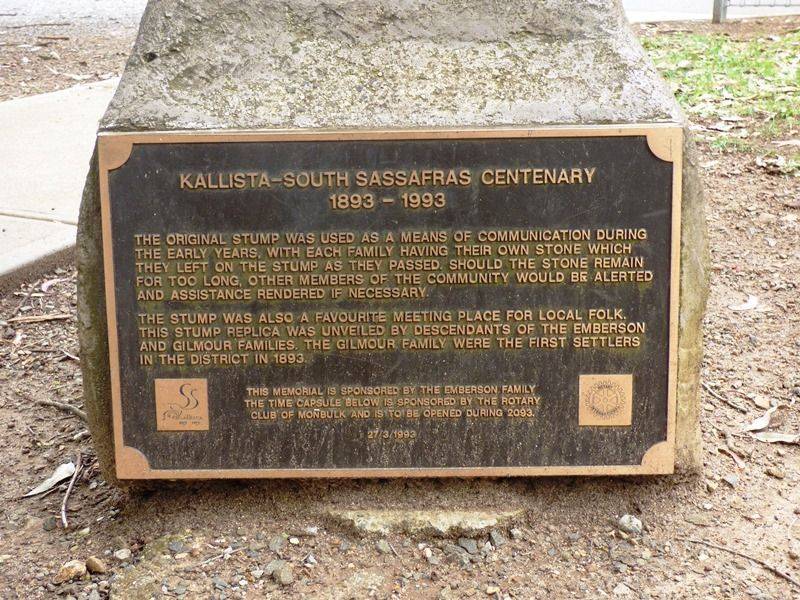 KALLISTA-SOUTH SASSAFRAS CENTENARY
1893 - 1993
THE ORIGINAL STUMP WAS USED AS A MEANS OF COMMUNICATION DURING
THE EARLY YEARS, WITH EACH FAMILY HAVING THEIR OWN STONE WHICH
THEY LEFT ON THE STUMP AS THEY PASSED. SHOULD THE STONE REMAIN
FOR TOO LONG, OTHER MEMBERS OF THE COMMUNITY WOULD BE ALERTED
AND ASSISTANCE RENDERED IF NECESSARY.
THE STUMP WAS ALSO A FAVOURITE MEETING PLACE FOR LOCAL FOLK.
THIS STUMP REPLICA WAS UNVEILED BY DESCENDANTS OF THE EMBERSON
AND GILMOUR FAMILIES. THE GILMOUR FAMILY WERE THE FIRST SETTLERS
IN THE DISTRICT IN 1893.
THIS MEMORIAL IS SPONSORED BY THE EMBERSON FAMILY
THE TIME CAPSULE BELOW IS SPONSORED BY THE ROTARY
CLUB OF MONBULK AND IS TO BE OPENED DURING 2093.
27/3/1993